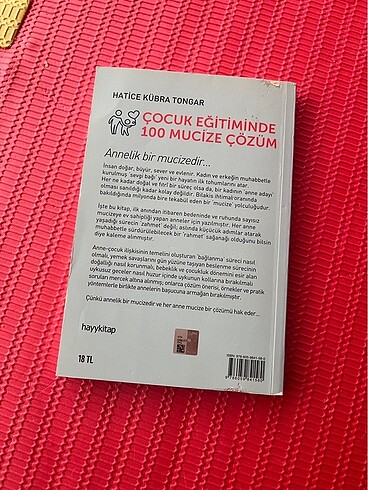 HATİCE KÜBRA TONGAR
ÇOCUK EĞİTİMİNDE
100 MUCİZE ÇÖZÜM
Annelik bir mucizedir...
İnsan doğar, büyür, sever ve evlenir. Kadın ve erkeğin muhabbetle
kurulmuş 'sevgi bağı' yeni bir hayatın ilk tohumlarını atar.
Her ne kadar doğal ve fıtrî bir süreç olsa da, bir kadının 'anne adayı'
olması sanıldığı kadar kolay değildir. Bilakis ihtimal oranında
bakıldığında milyonda bire tekabül eden bir 'mucize' yolculuğudur.
İşte bu kitap, ilk anından itibaren bedeninde ve ruhunda sayısız
mucizeye ev sahipliği yapan anneler için yazılmıştır. Her anne
yaşadığı sürecin 'zahmet' değil, aslında küçücük adımlar atarak
muhabbetle sürdürülebilecek bir 'rahmet' sağanağı olduğunu bilsin
diye kaleme alınmıştır.
Anne-çocuk ilişkisinin temelini oluşturan 'bağlanma' süreci nasıl
olmalı, yemek savaşlarını gün yüzüne taşıyan beslenme sürecinin
doğallığı nasıl korunmalı, bebeklik ve çocukluk dönemini esir alan
uykusuz geceler nasıl huzur içinde uykunun kollarına bırakılmalı
soruları mercek altına alınmış; onlarca çözüm önerisi, örnekler ve pratik
yöntemlerle birlikte annelerin başucuna armağan bırakılmıştır.
Çünkü annelik bir mucizedir ve her anne mucize bir çözümü hak eder...
hayykitap
18 TL